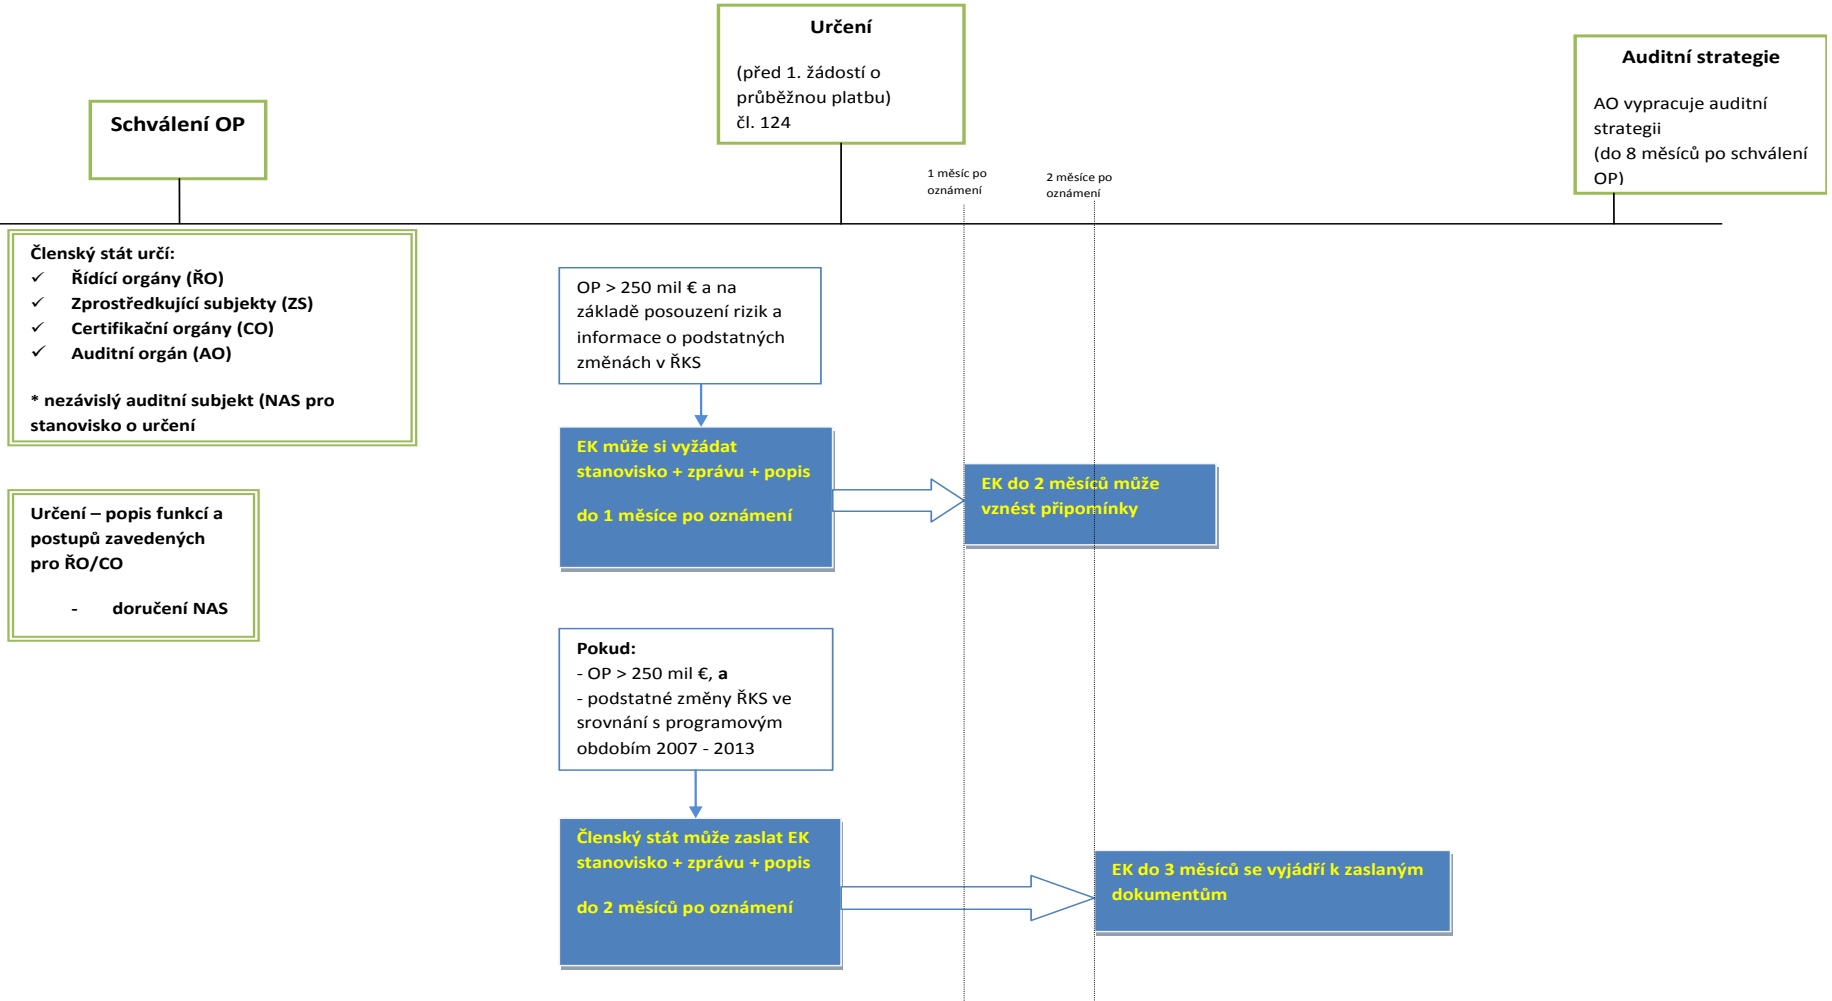 Schválení OP
Určení
(před 1. žádostí o
průběžnou platbu)
čl. 124
Auditní strategie
AO vypracuje auditní
strategii
(do 8 měsíců po schválení
OP)
1 měsíc po
oznámení
2 měsíce po
oznámení
Členský stát určí:
✓ Řídící orgány (ŘO)
✓ Zprostředkující subjekty (ZS)
✓ Certifikační orgány (CO)
✓ Auditní orgán (AO)
* nezávislý auditní subjekt (NAS pro
stanovisko o určení
Určení – popis funkcí a
postupů zavedených
pro ŘO/CO
- doručení NAS
OP > 250 mil € a na
základě posouzení rizik a
informace o podstatných
změnách v ŘKS
EK může si vyžádat
stanovisko + zprávu + popis
do 1 měsíce po oznámení
EK do 2 měsíců může
vznést připomínky
Pokud:
- OP > 250 mil €, a
- podstatné změny ŘKS ve
srovnání s programovým
obdobím 2007 - 2013
Členský stát může zaslat EK
stanovisko + zprávu + popis
do 2 měsíců po oznámení
EK do 3 měsíců se vyjádří k zaslaným
dokumentům